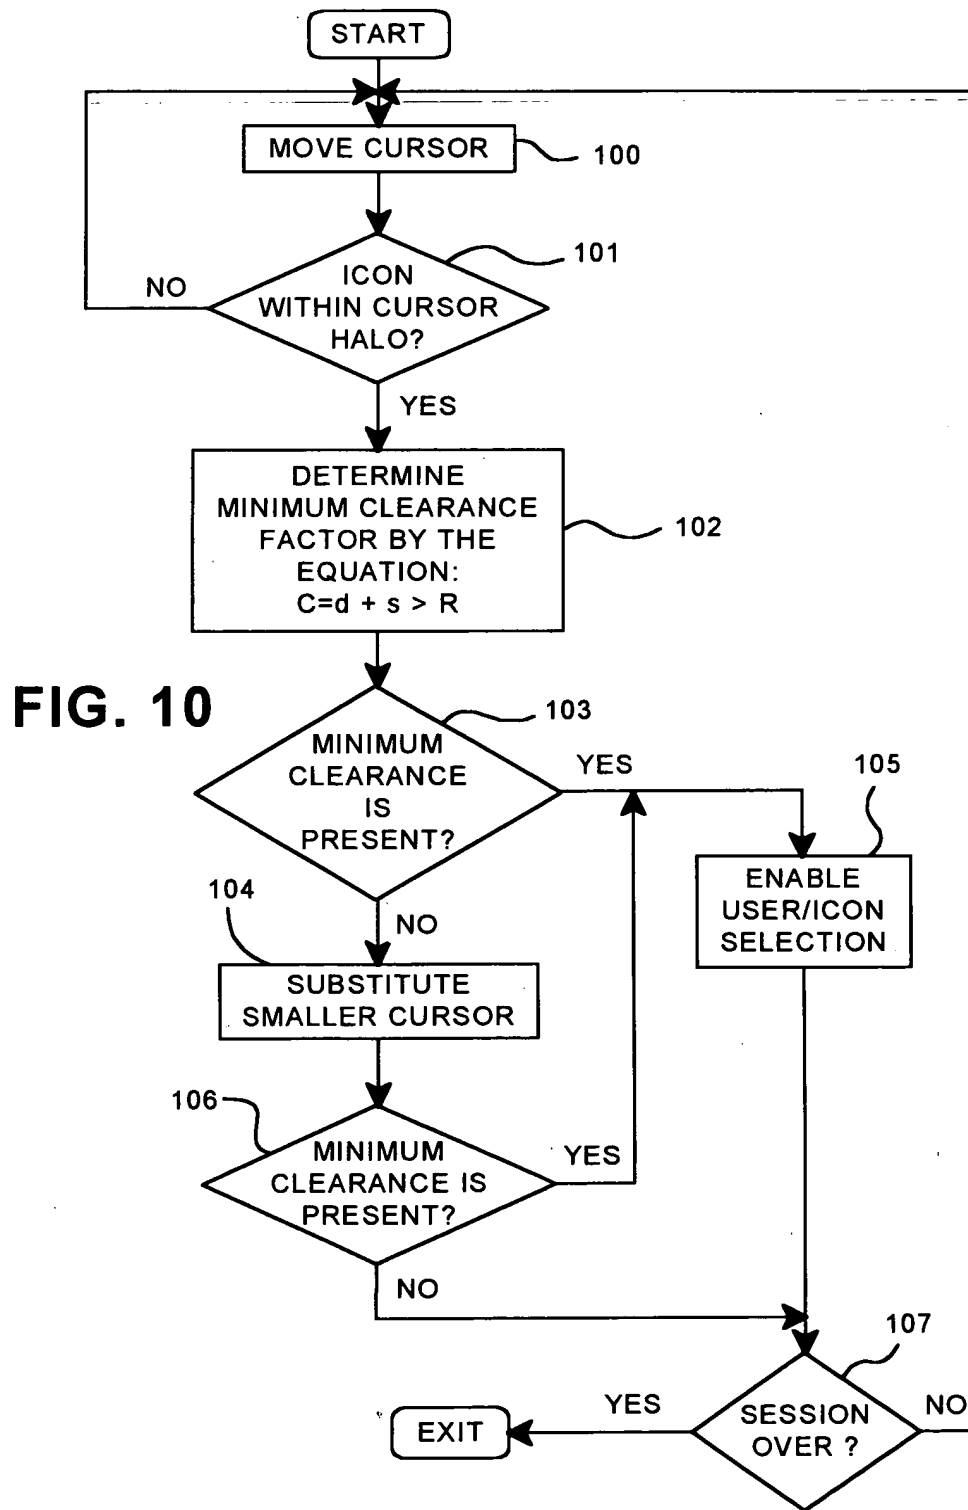 START
MOVE CURSOR
100
101
ICON
WITHIN CURSOR
HALO?
NO
YES
DETERMINE
MINIMUM CLEARANCE
FACTOR BY THE
EQUATION:
C=d + s > R
102
FIG. 10
103
MINIMUM
CLEARANCE
IS
PRESENT?
YES
105
ENABLE
USER/ICON
SELECTION
104
NO
SUBSTITUTE
SMALLER CURSOR
106
MINIMUM
CLEARANCE IS
PRESENT?
YES
NO
107
SESSION
OVER ?
YES
NO
EXIT